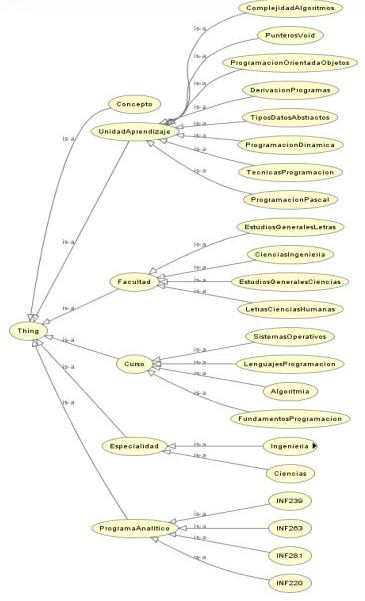 ComplejidadAlgoritmos
is-a
PunterosVoid
is-a
ProgramacionOrientadaObjetos
is-a
DerivacionProgramas
Concepto
is-a
TiposDatosAbstractos
is-a
UnidadAprendizaje
is-a
is-a
ProgramacionDinamica
is-a
TecnicasProgramacion
is-a
ProgramacionPascal
is-a
EstudiosGeneralesLetras
is-a
is-a
CienciasIngenieria
is-a
Facultad
is-a
EstudiosGeneralesCiencias
is-a
is-a
LetrasCienciasHumanas
Thing
SistemasOperativos
is-a
is-a
Curso
is-a
LenguajesProgramacion
is-a
is-a
Algoritmia
is-a
FundamentosProgramacion
is-a
Especialidad
is-a
Ingenieria
is-a
Ciencias
INF239
is-a
ProgramaAnalitico
is-a
INF263
is-a
INF281
is-a
INF220